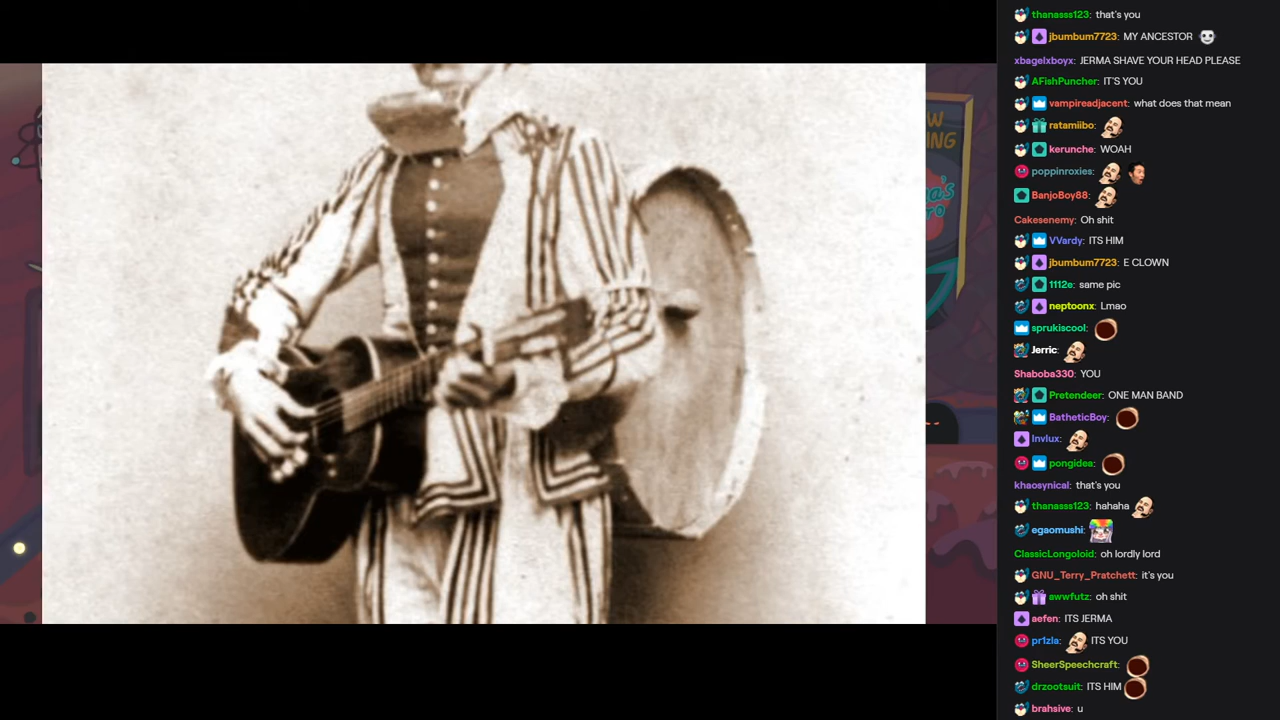 thanasss123: that's you
jbumbum7723: MY ANCESTOR
xbagelxboyx: JERMA SHAVE YOUR HEAD PLEASE
AFishPuncher: IT'S YOU
vampireadjacent: what does that mean
ratamiibo:
kerunche: WOAH
poppinroxies:
BanjoBoy88:
Cakesenemy: Oh shit
VVardy: ITS HIM
jbumbum7723: E CLOWN
1112e: same pic
neptoonx: Lmao
sprukiscool:
Jerric:
Shaboba330: YOU
Pretendeer: ONE MAN BAND
BatheticBoy:
Invlux:
pongidea:
khaosynical: that's you
thanasss123: hahaha
egaomushi:
ClassicLongoloid: oh lordly lord
GNU_Terry_Pratchett: it's you
awwfutz: oh shit
aefen: ITS JERMA
pr1zla: ITS YOU
SheerSpeechcraft:
drzootsuit: ITS HIM
brahsive: u